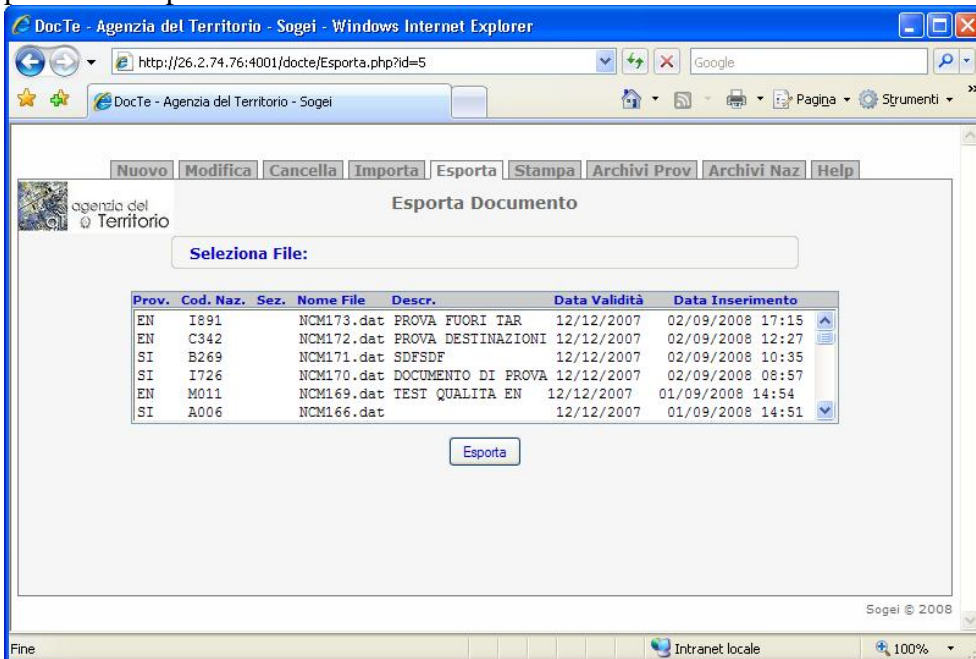 DocTe - Agenzia del Territorio - Sogei - Windows Internet Explorer
http://26.2.74.76:4001/docte/Esporta.php?id=5
Google
DocTe - Agenzia del Territorio - Sogei
Pagina
Strumenti
Nuovo Modifica Cancella Importa Esporta Stampa Archivi Prov Archivi Naz Help
agenzia del
Territorio
Esporta Documento
Seleziona File:
Prov. Cod. Naz. Sez. Nome File Descr. Data Validità Data Inserimento
EN I891 NCM173.dat PROVA FUORI TAR 12/12/2007 02/09/2008 17:15
EN C342 NCM172.dat PROVA DESTINAZIONI 12/12/2007 02/09/2008 12:27
SI B269 NCM171.dat SDFSDF 12/12/2007 02/09/2008 10:35
SI I726 NCM170.dat DOCUMENTO DI PROVA 12/12/2007 02/09/2008 08:57
EN M011 NCM169.dat TEST QUALITA EN 12/12/2007 01/09/2008 14:54
SI A006 NCM166.dat 12/12/2007 01/09/2008 14:51
Esporta
Sogei © 2008
Fine
Intranet locale
100%